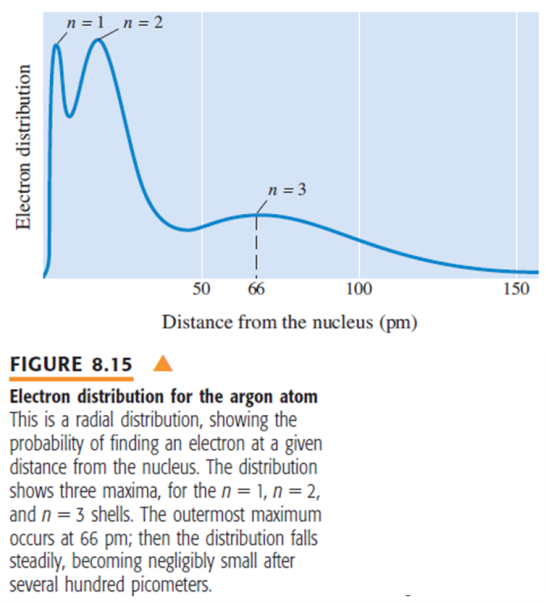 n = 1
n = 2
Electron distribution
n = 3
50
66
100
150
Distance from the nucleus (pm)
FIGURE 8.15
Electron distribution for the argon atom
This is a radial distribution, showing the
probability of finding an electron at a given
distance from the nucleus. The distribution
shows three maxima, for the n = 1, n = 2,
and n = 3 shells. The outermost maximum
occurs at 66 pm; then the distribution falls
steadily, becoming negligibly small after
several hundred picometers.